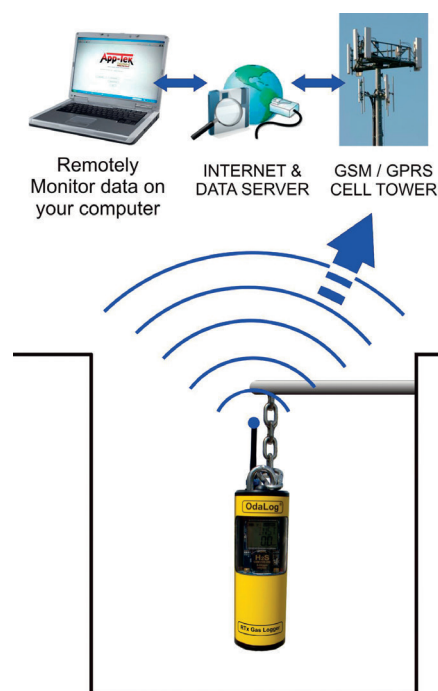 App-Tek
Remotely
Monitor data on
your computer
INTERNET &
DATA SERVER
GSM / GPRS
CELL TOWER
OdaLog®
H2S
RTx Gas Logger